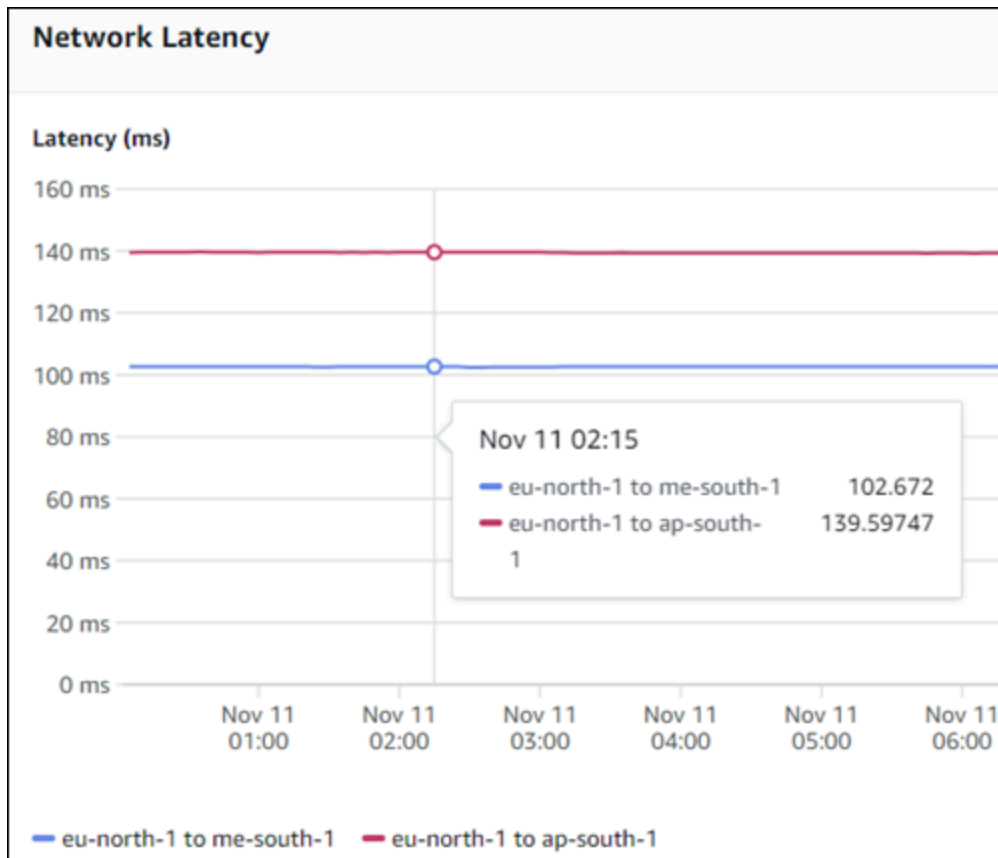 Network Latency
Latency (ms)
160 ms
140 ms
120 ms
100 ms
80 ms
60 ms
40 ms
20 ms
0 ms
Nov 11 02:15
eu-north-1 to me-south-1 102.672
eu-north-1 to ap-south- 139.59747
1
Nov 11 Nov 11 Nov 11 Nov 11 Nov 11 Nov 11
01:00 02:00 03:00 04:00 05:00 06:00
eu-north-1 to me-south-1 eu-north-1 to ap-south-1